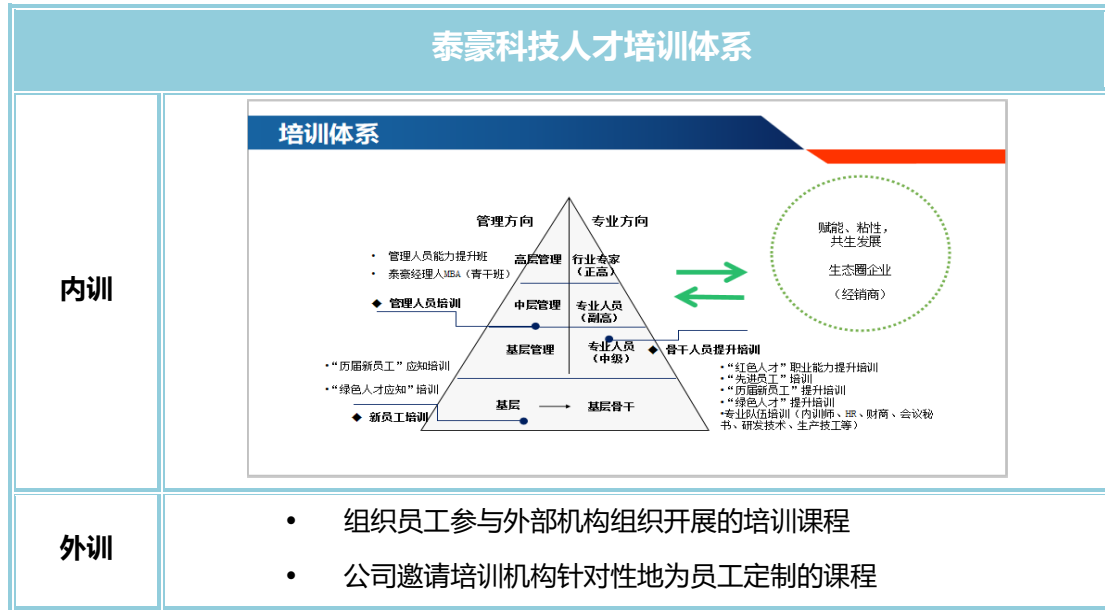 泰豪科技人才培训体系
内训
培训体系
管理方向
专业方向
• 管理人员能力提升班
• 泰豪经理人MBA（青干班）
◆ 管理人员培训
高层管理
行业专家
（正高）
中层管理
专业人员
（副高）
基层管理
专业人员
（中级）
基层 → 基层骨干
•“历届新员工”应知培训
•“绿色人才应知”培训
◆ 新员工培训
◆ 骨干人员提升培训
•“红色人才”职业能力提升培训
•“先进员工”培训
•“历届新员工”提升培训
•“绿色人才”提升培训
•专业队伍培训（内训师、HR、财商、会议秘
书、研发技术、生产技工等）
赋能、粘性，
共生发展
生态圈企业
（经销商）
外训
• 组织员工参与外部机构组织开展的培训课程
• 公司邀请培训机构针对性地为员工定制的课程